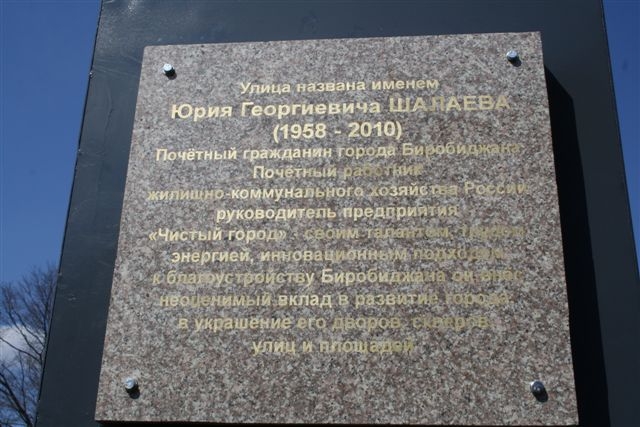 Улица названа именем
Юрия Георгиевича ШАЛАЕВА
(1958 - 2010)
Почётный гражданин города Биробиджана
Почётный работник
жилищно-коммунального хозяйства России
руководитель предприятия
«Чистый город» - своим талантом, трудом,
энергией, инновационным подходом
к благоустройству Биробиджана он внёс
неоценимый вклад в развитие города
в украшение его дворов, скверов,
улиц и площадей